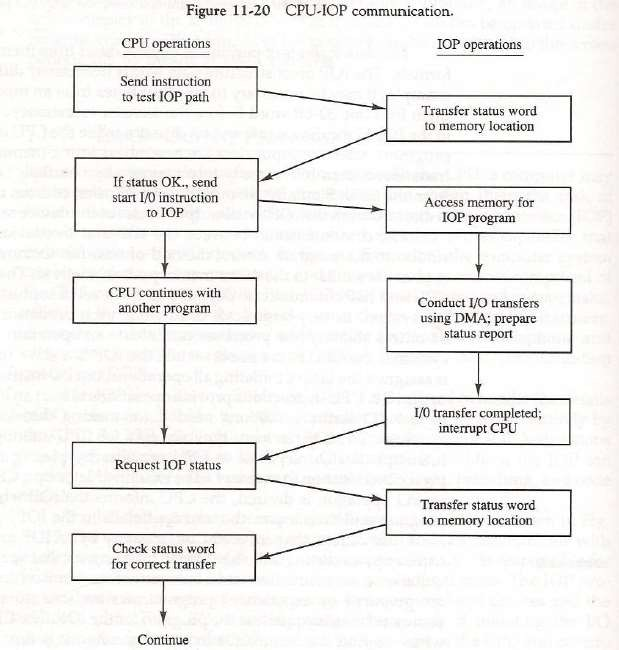 Figure 11-20 CPU-IOP communication.
CPU operations
IOP operations
Send instruction
to test IOP path
Transfer status word
to memory location
If status OK., send
start I/O instruction
to IOP
Access memory for
IOP program
CPU continues with
another program
Conduct I/O transfers
using DMA; prepare
status report
I/0 transfer completed;
interrupt CPU
Request IOP status
Transfer status word
to memory location
Check status word
for correct transfer
Continue